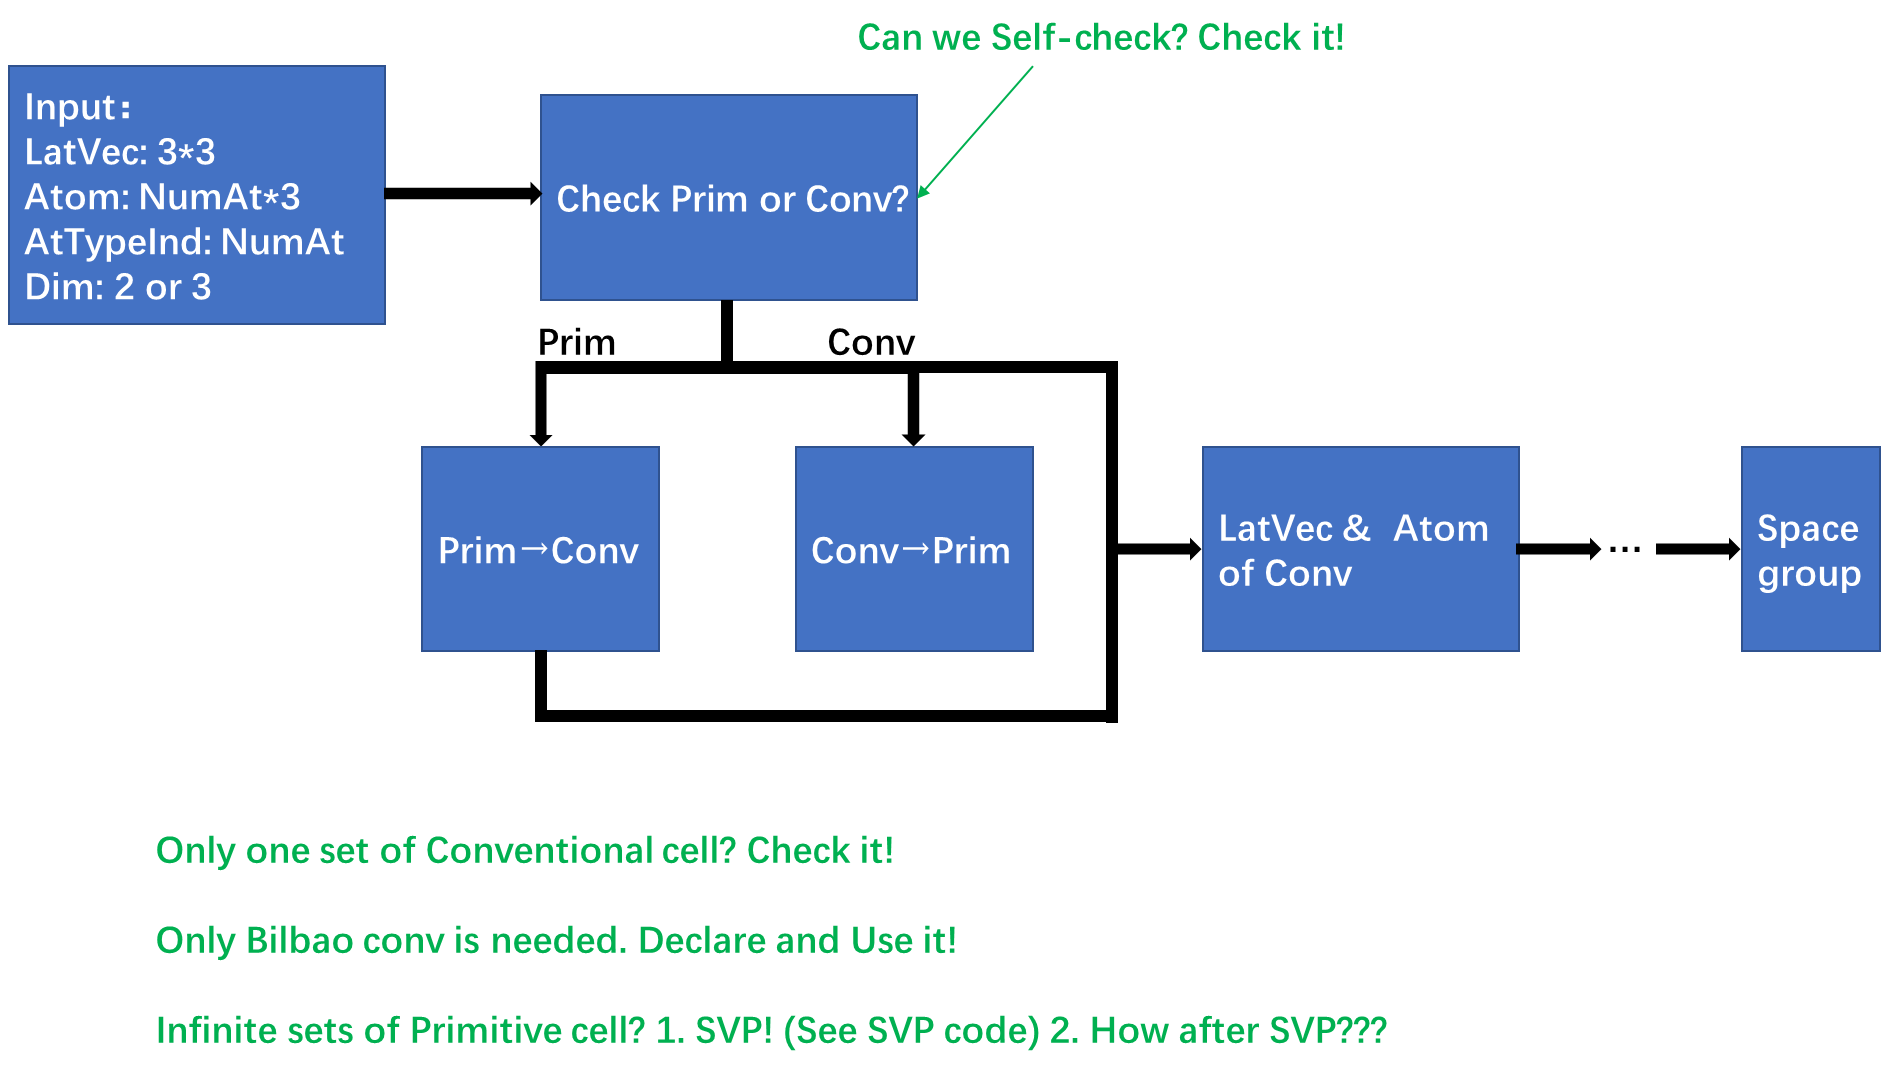 Can we Self-check? Check it!
Input：
LatVec: 3*3
Atom: NumAt*3
AtTypeInd: NumAt
Dim: 2 or 3
Check Prim or Conv?
Prim
Conv
Prim→Conv
Conv→Prim
LatVec & Atom
of Conv
...
Space
group
Only one set of Conventional cell? Check it!
Only Bilbao conv is needed. Declare and Use it!
Infinite sets of Primitive cell? 1. SVP! (See SVP code) 2. How after SVP???